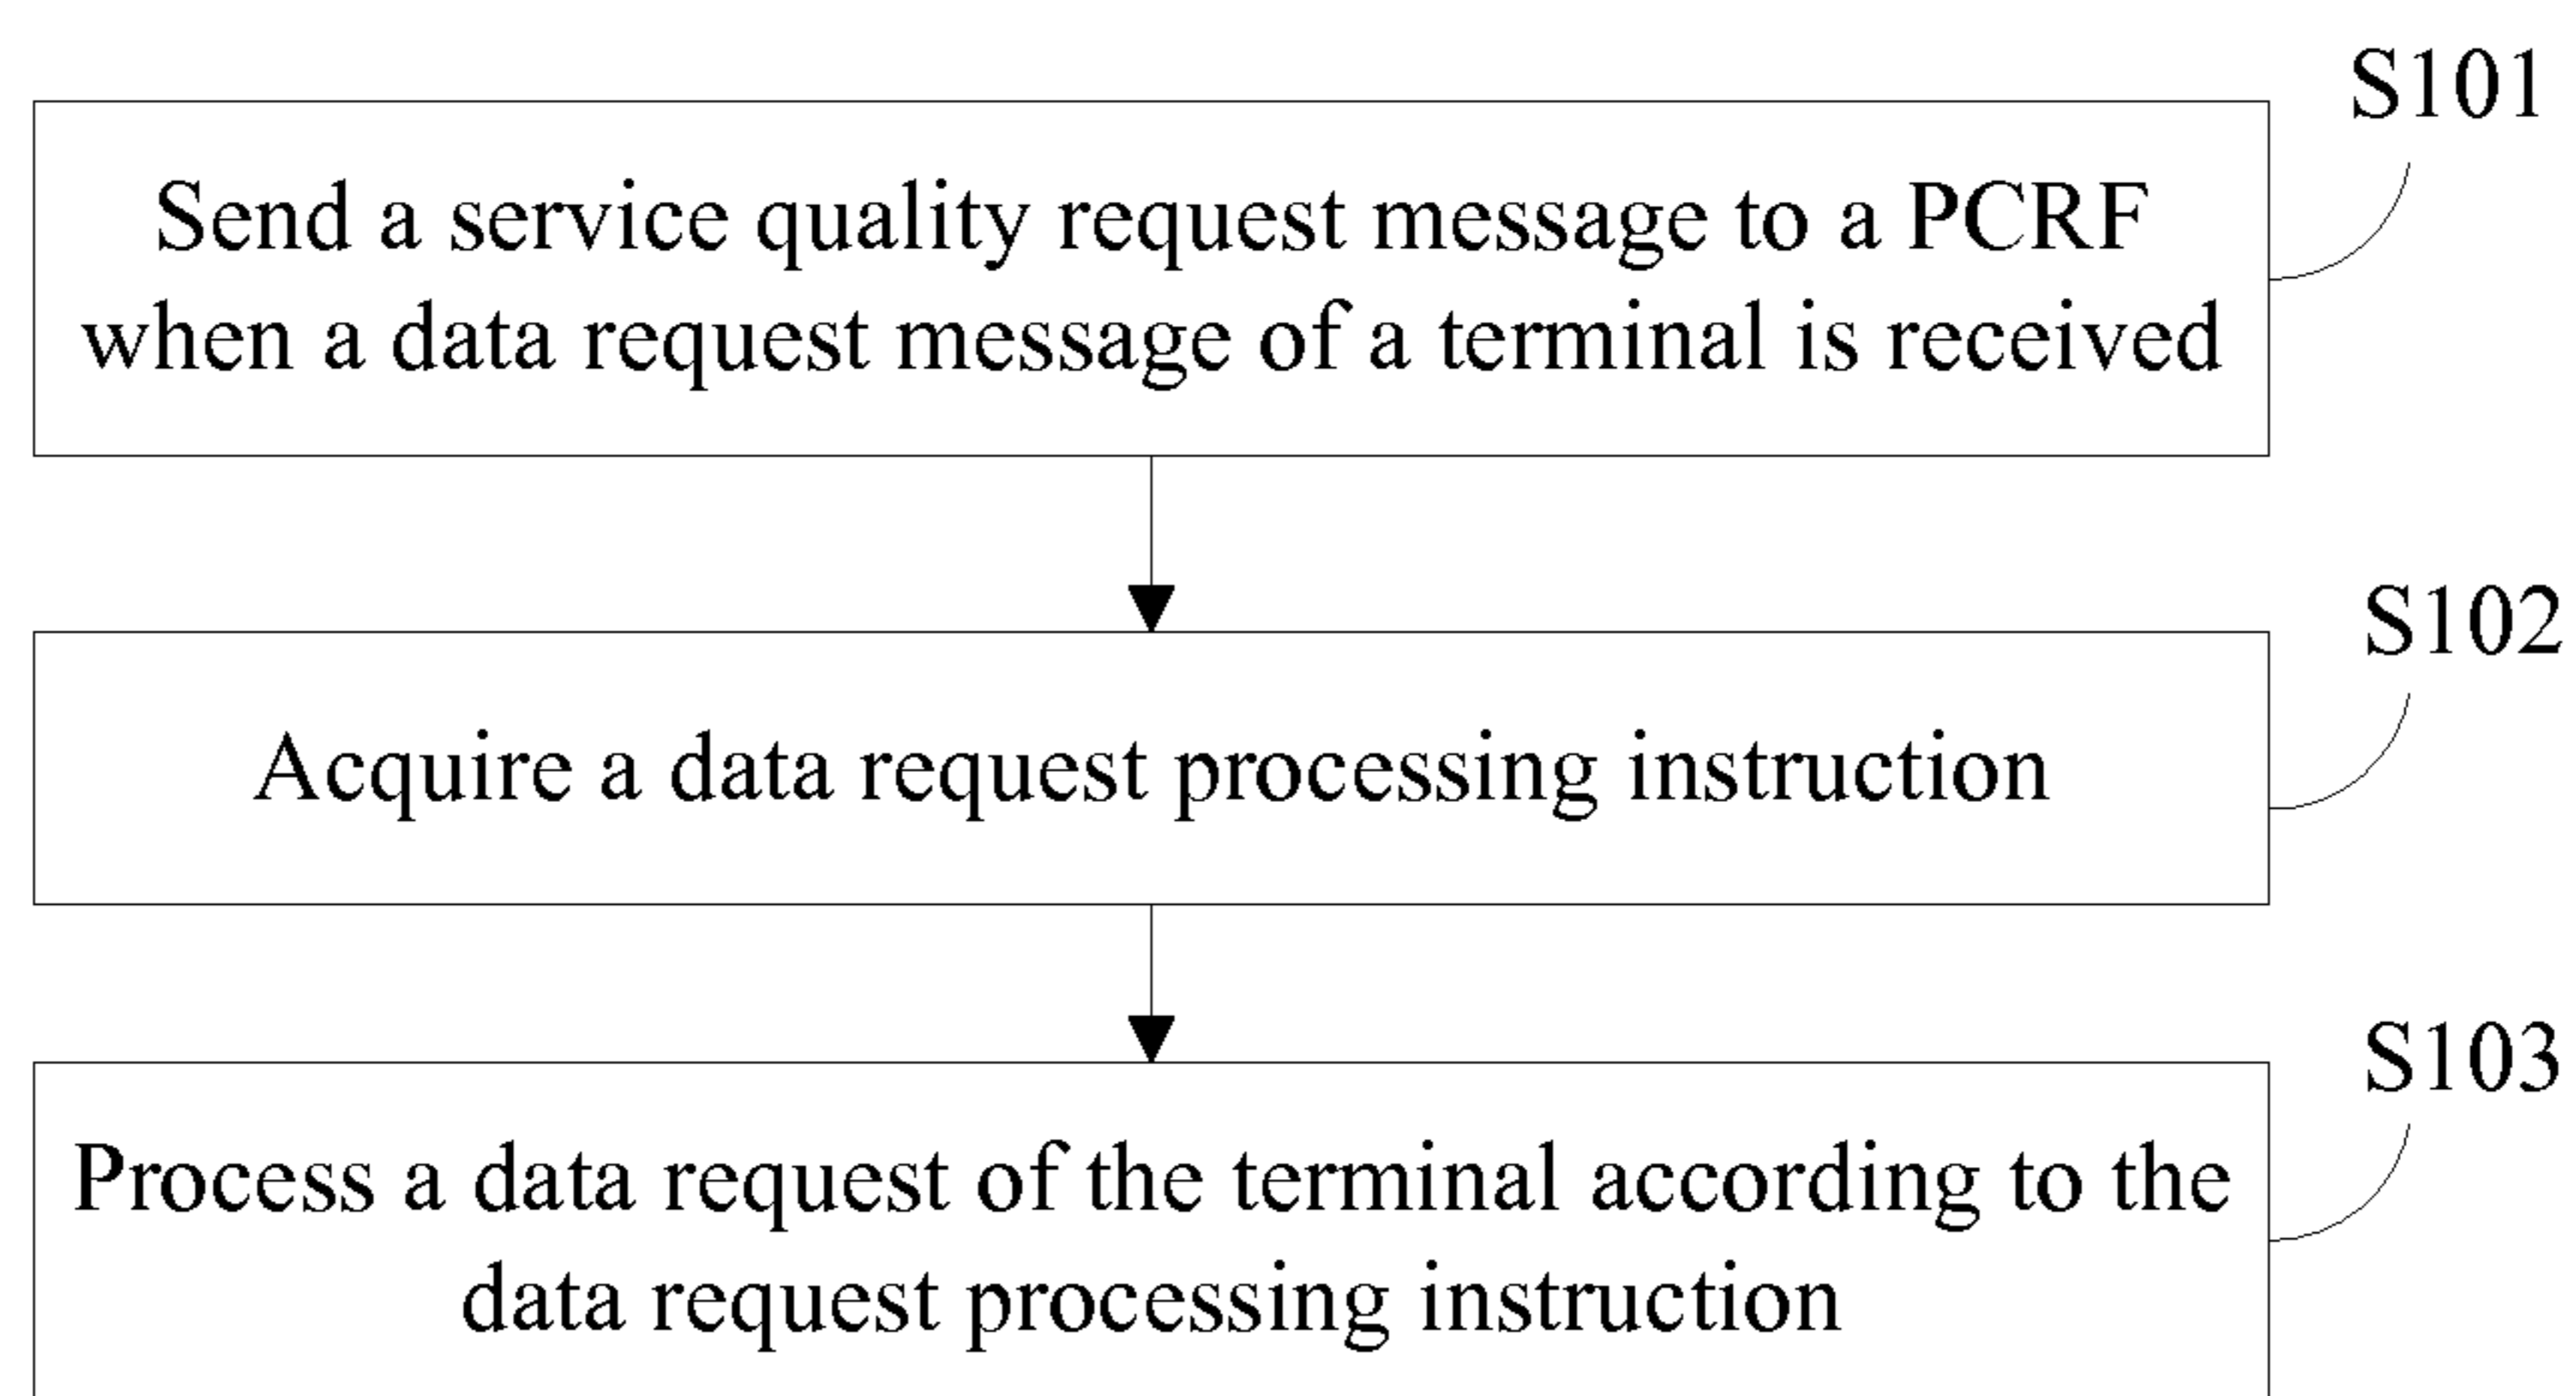 S101
Send a service quality request message to a PCRF
when a data request message of a terminal is received
S102
Acquire a data request processing instruction
S103
Process a data request of the terminal according to the
data request processing instruction